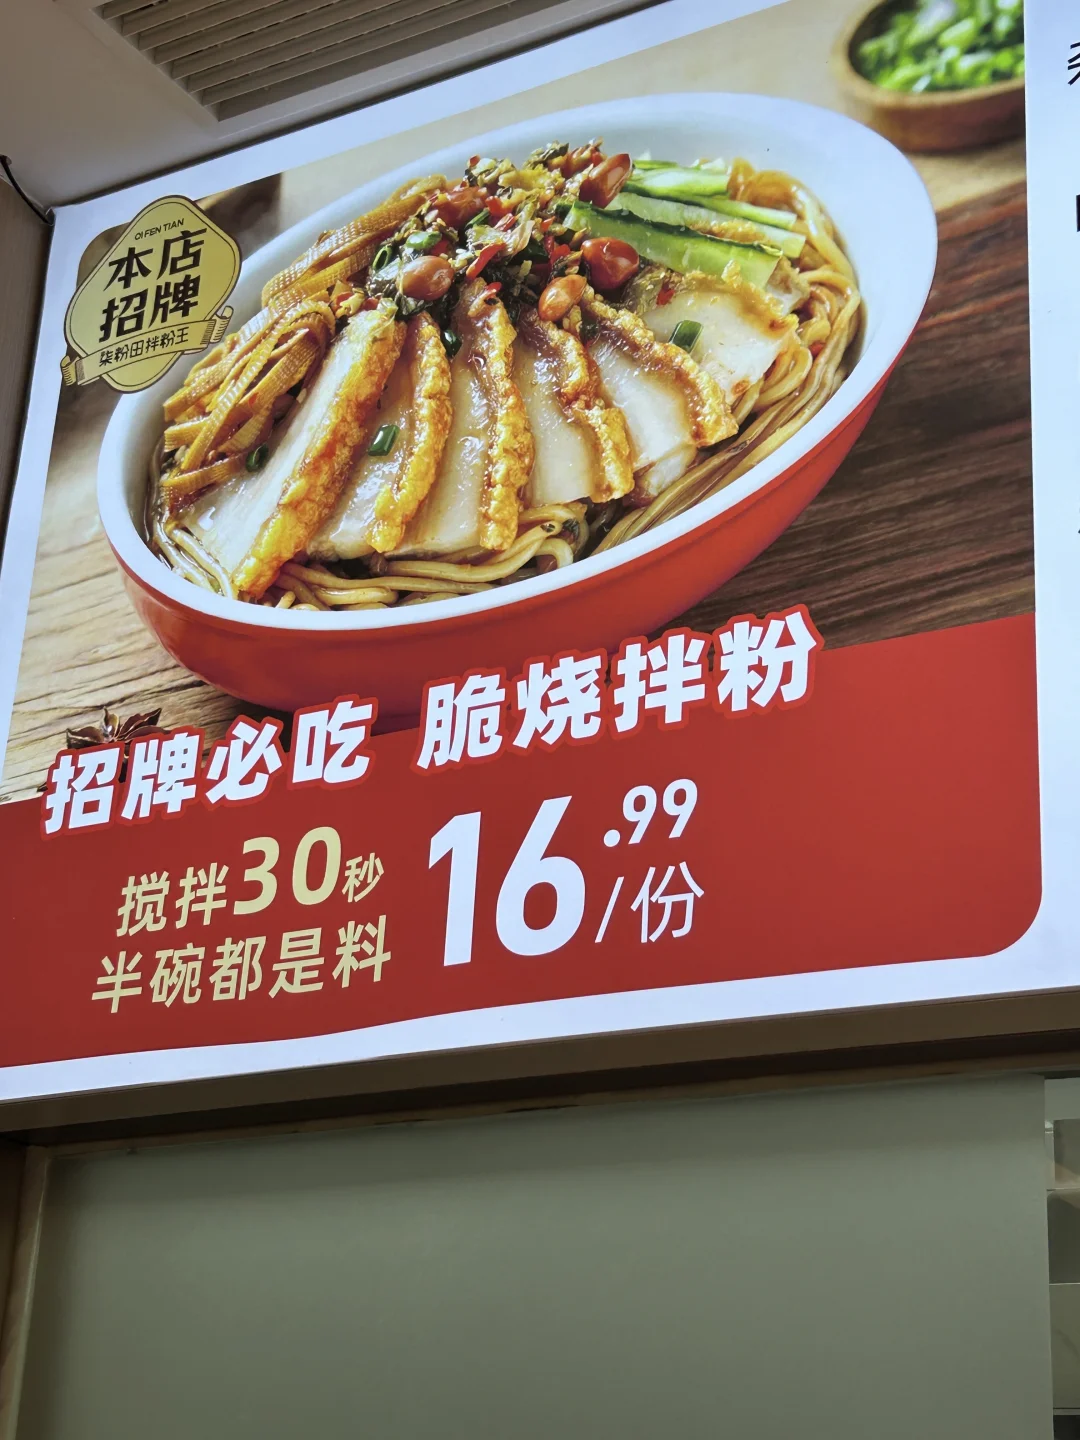 QI FEN TIAN
本店
招牌
柒粉田拌粉王
招牌必吃 脆烧拌粉
搅拌30秒
半碗都是料
16.99
/份